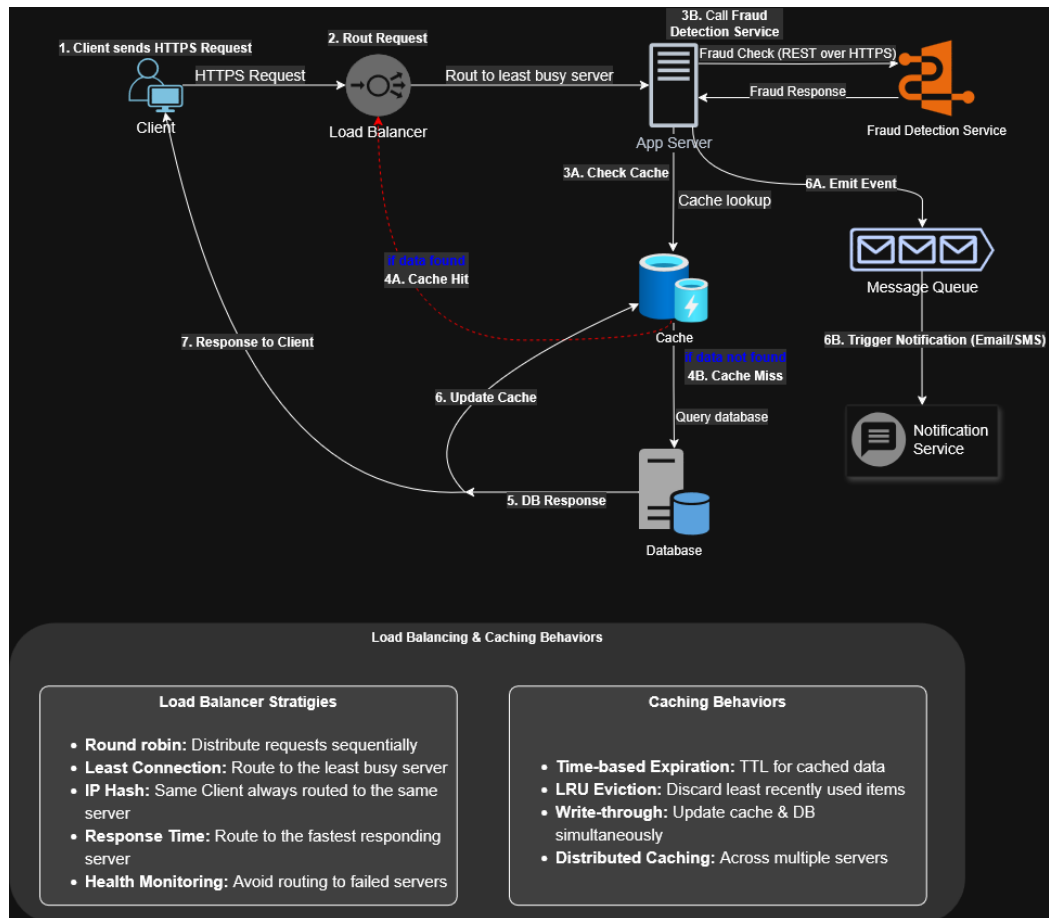 1. Client sends HTTPS Request
2. Rout Request
3B. Call Fraud
Detection Service
HTTPS Request
Rout to least busy server
Fraud Check (REST over HTTPS)
Fraud Response
Client
Load Balancer
App Server
Fraud Detection Service
3A. Check Cache
6A. Emit Event
Cache lookup
if data found
4A. Cache Hit
Message Queue
7. Response to Client
Cache
6B. Trigger Notification (Email/SMS)
if data not found
4B. Cache Miss
6. Update Cache
Query database
Notification
Service
5. DB Response
Database
Load Balancing & Caching Behaviors
Load Balancer Stratigies
• Round robin: Distribute requests sequentially
• Least Connection: Route to the least busy server
• IP Hash: Same Client always routed to the same
server
• Response Time: Route to the fastest responding
server
• Health Monitoring: Avoid routing to failed servers
Caching Behaviors
• Time-based Expiration: TTL for cached data
• LRU Eviction: Discard least recently used items
• Write-through: Update cache & DB
simultaneously
• Distributed Caching: Across multiple servers